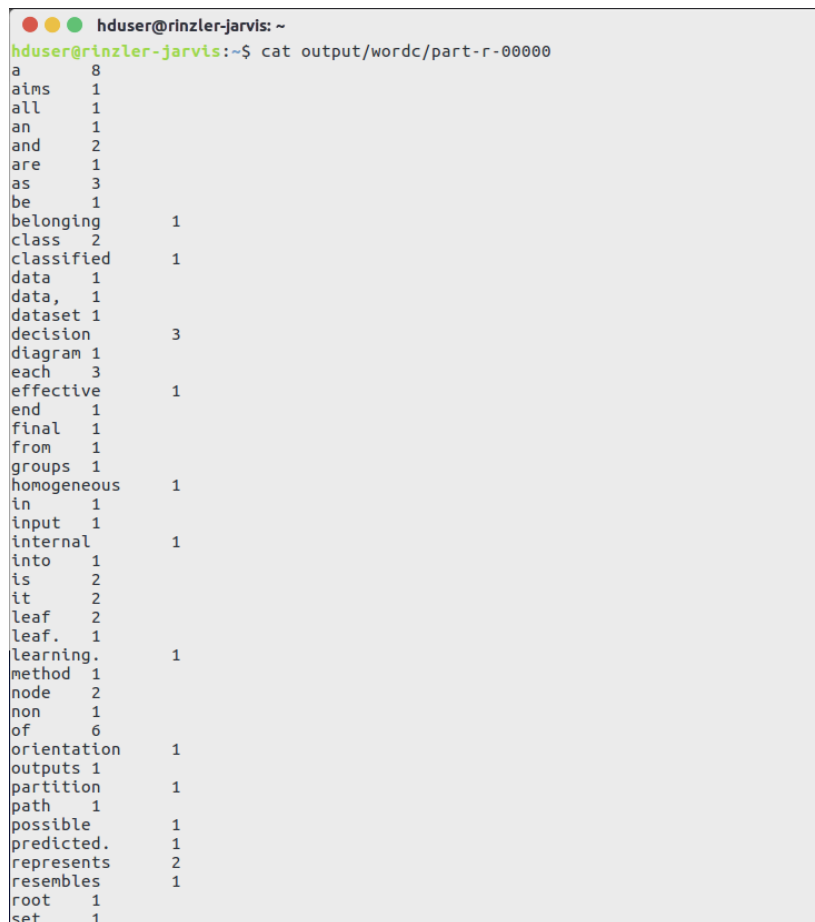 hduser@rinzler-jarvis: ~
hduser@rinzler-jarvis:~$ cat output/wordc/part-r-00000
a 8
aims 1
all 1
an 1
and 2
are 1
as 3
be 1
belonging 1
class 2
classified 1
data 1
data, 1
dataset 1
decision 3
diagram 1
each 3
effective 1
end 1
final 1
from 1
groups 1
homogeneous 1
in 1
input 1
internal 1
into 1
is 2
it 2
leaf 2
leaf. 1
learning. 1
method 1
node 2
non 1
of 6
orientation 1
outputs 1
partition 1
path 1
possible 1
predicted. 1
represents 2
resembles 1
root 1
set 1